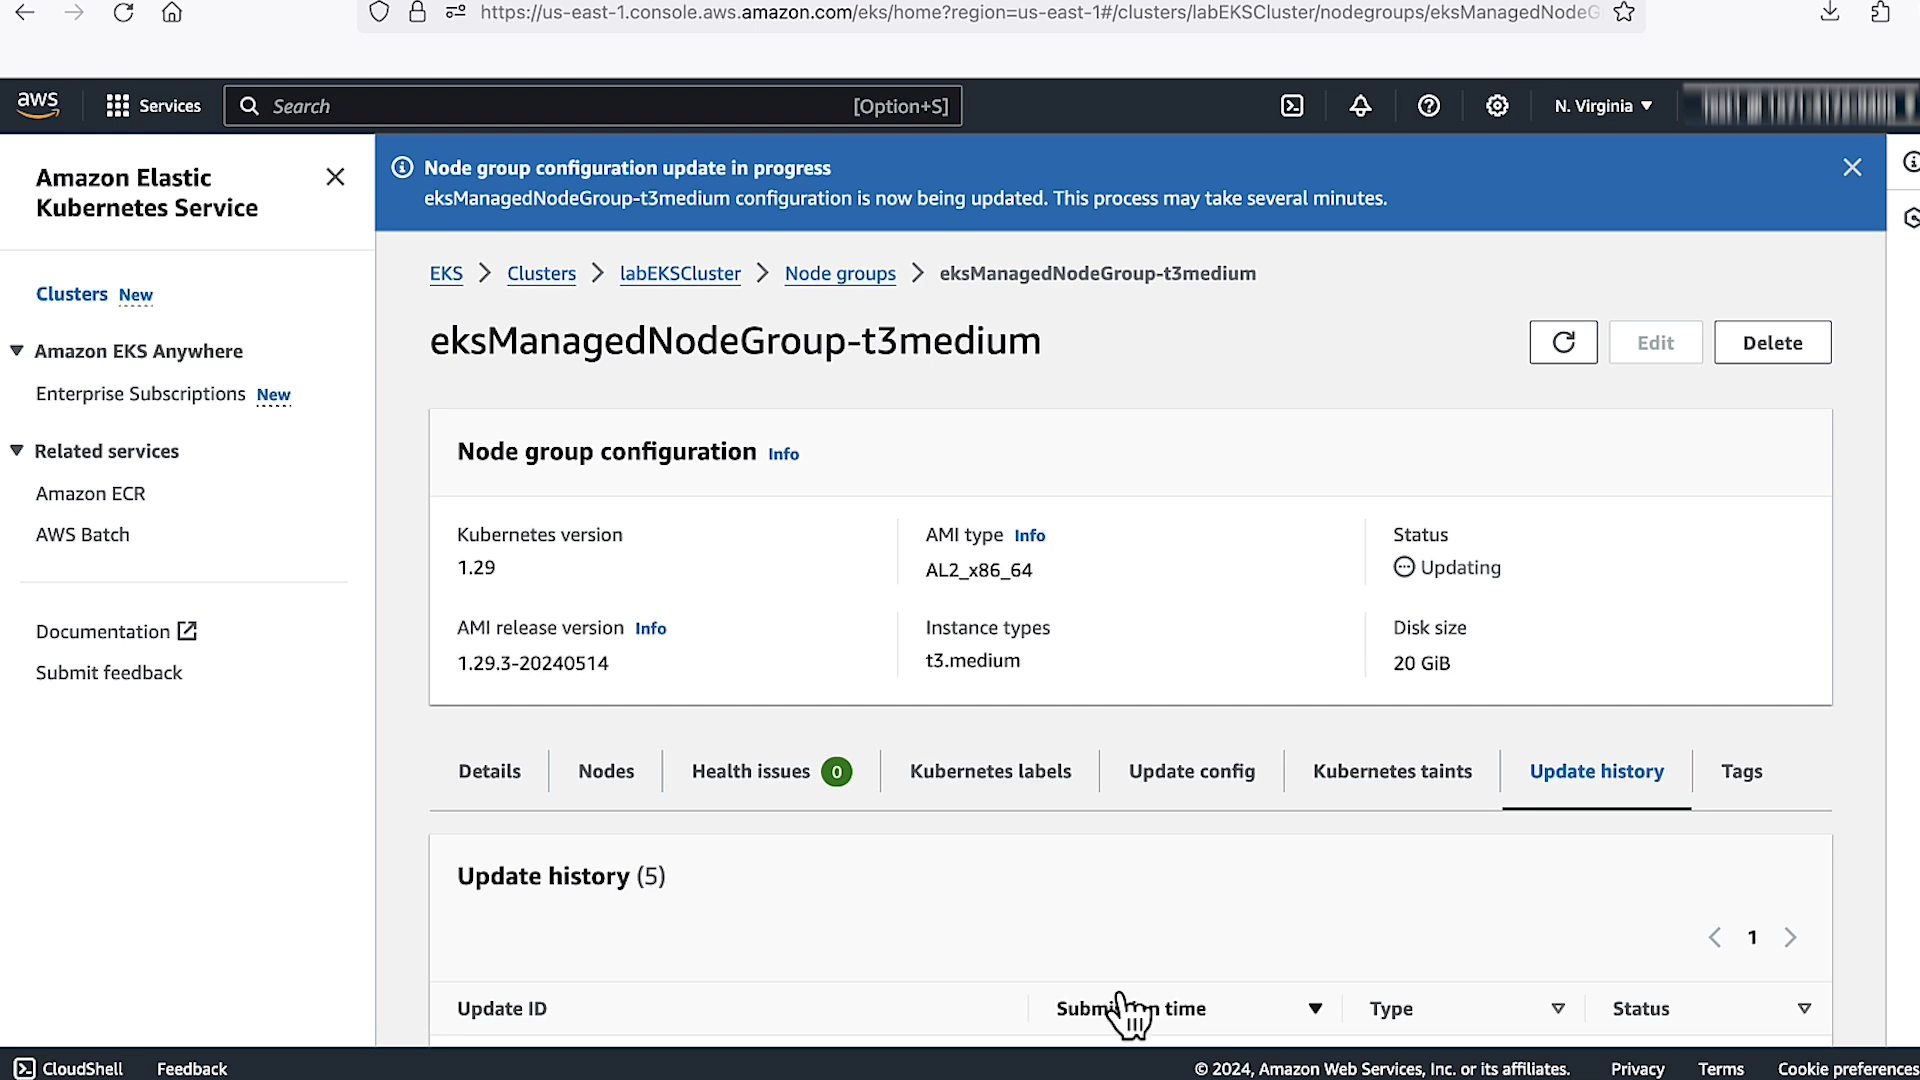 https://us-east-1.console.aws.amazon.com/eks/home?region=us-east-1#/clusters/labEKSCluster/nodegroups/eksManagedNodeG
aws
Services
Search
[Option+S]
N. Virginia
Amazon Elastic
Kubernetes Service
Clusters New
Amazon EKS Anywhere
Enterprise Subscriptions New
Related services
Amazon ECR
AWS Batch
Documentation
Submit feedback
Node group configuration update in progress
eksManagedNodeGroup-t3medium configuration is now being updated. This process may take several minutes.
EKS > Clusters > labEKSCluster > Node groups > eksManagedNodeGroup-t3medium
eksManagedNodeGroup-t3medium
Edit
Delete
Node group configuration Info
Kubernetes version
1.29
AMI type Info
AL2_x86_64
Status
Updating
AMI release version Info
1.29.3-20240514
Instance types
t3.medium
Disk size
20 GiB
Details
Nodes
Health issues 0
Kubernetes labels
Update config
Kubernetes taints
Update history
Tags
Update history (5)
1
Update ID
Submission time
Type
Status
CloudShell
Feedback
© 2024, Amazon Web Services, Inc. or its affiliates.
Privacy
Terms
Cookie preferences